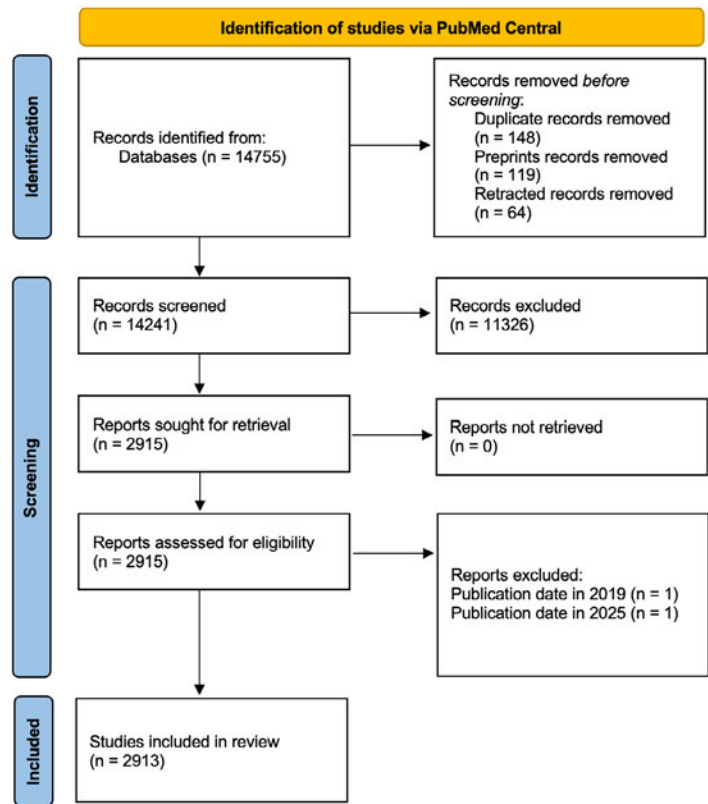 Identification of studies via PubMed Central
Identification
Records identified from:
Databases (n = 14755)
Records removed before
screening:
Duplicate records removed
(n = 148)
Preprints records removed
(n = 119)
Retracted records removed
(n = 64)
Screening
Records screened
(n = 14241)
Records excluded
(n = 11326)
Reports sought for retrieval
(n = 2915)
Reports not retrieved
(n = 0)
Reports assessed for eligibility
(n = 2915)
Reports excluded:
Publication date in 2019 (n = 1)
Publication date in 2025 (n = 1)
Included
Studies included in review
(n = 2913)